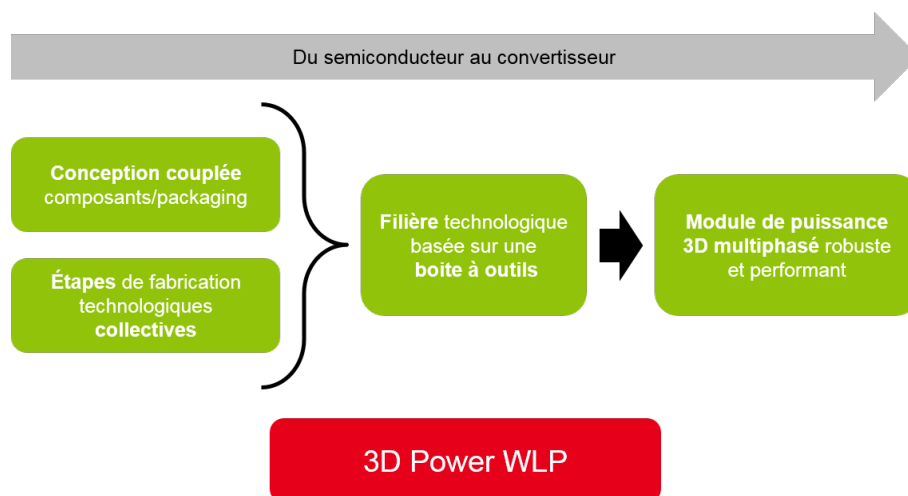 Du semiconducteur au convertisseur
Conception couplée
composants/packaging
Étapes de fabrication
technologiques
collectives
Filière technologique
basée sur une
boite à outils
Module de puissance
3D multiphasé robuste
et performant
3D Power WLP